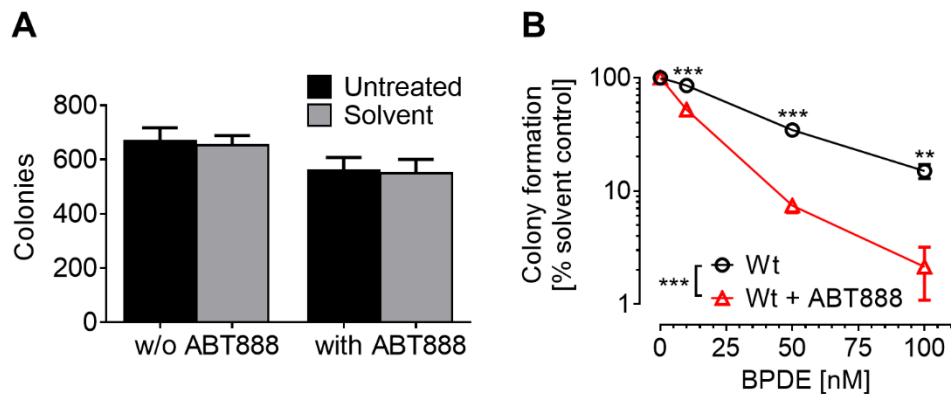 A
Untreated
Solvent
Colonies
800
600
400
200
0
w/o ABT888
with ABT888
B
Colony formation
[% solvent control]
100
10
1
***
***
**
*** Wt
Wt + ABT888
0 25 50 75 100
BPDE [nM]